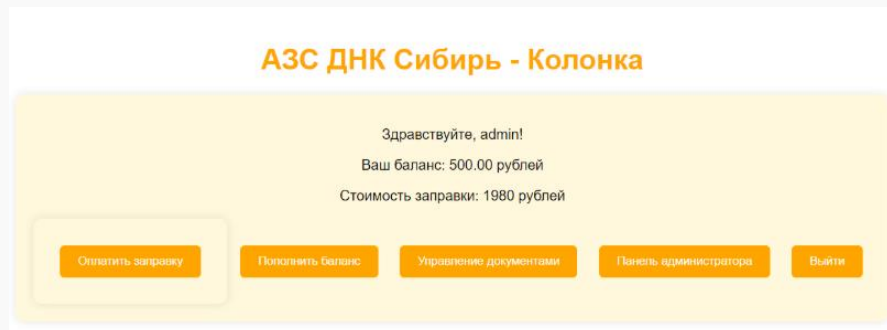 АЗС ДНК Сибирь - Колонка
Здравствуйте, admin!
Ваш баланс: 500.00 рублей
Стоимость заправки: 1980 рублей
Оплатить заправку Пополнить баланс Управление документами Панель администратора Выйти